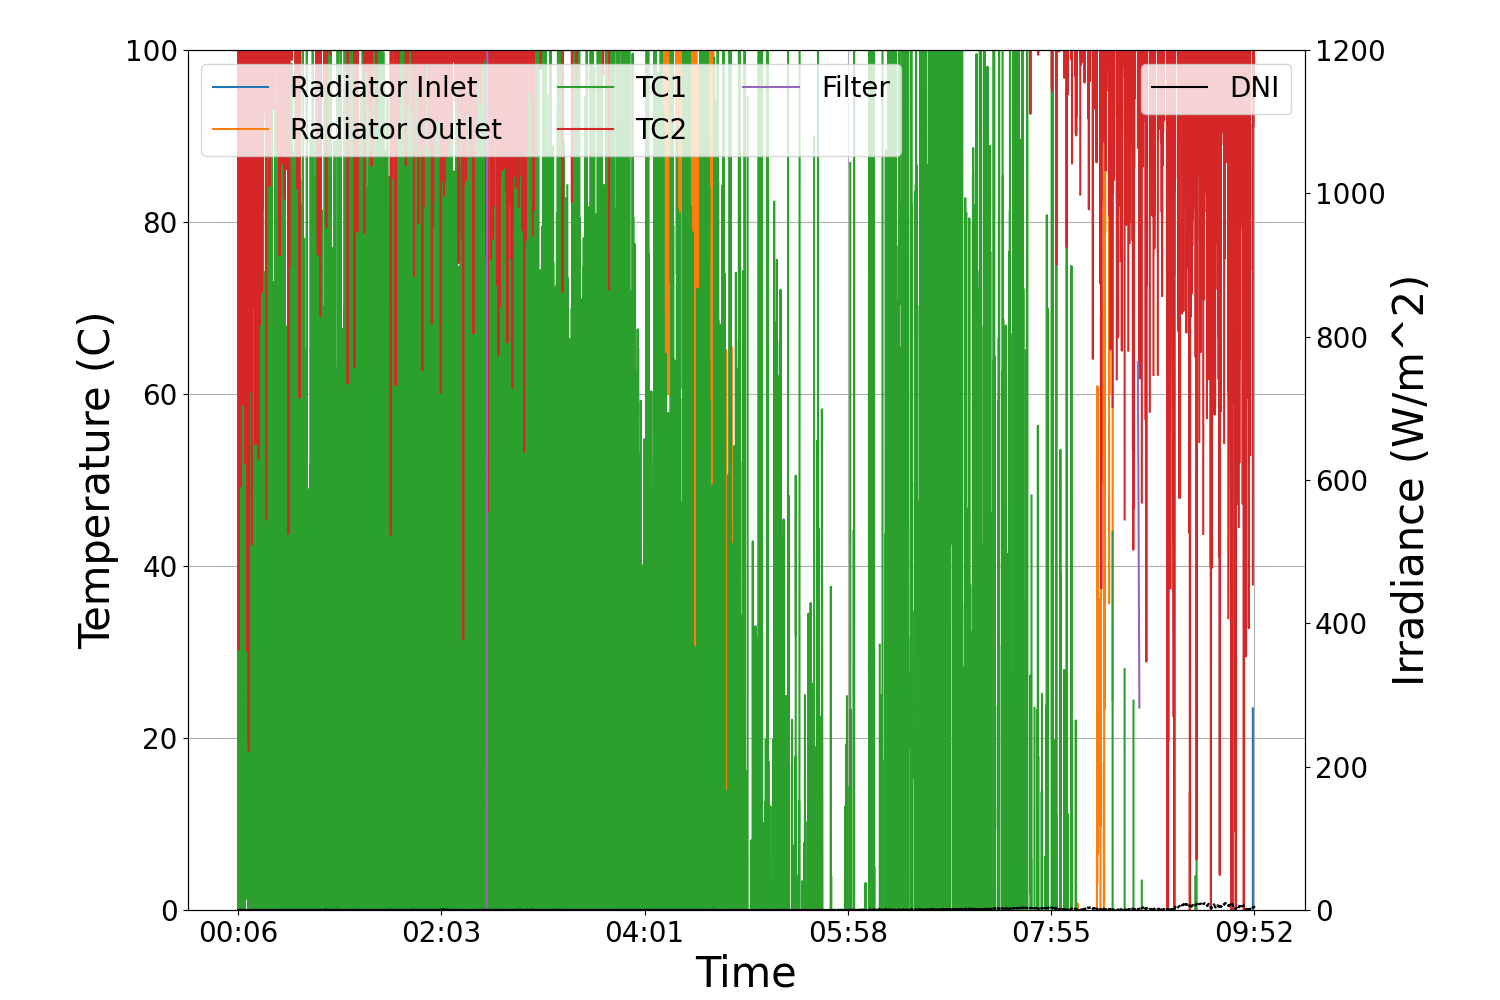 100
80
60
40
20
0
Temperature (C)
Radiator Inlet
Radiator Outlet
TC1
TC2
Filter
DNI
1200
1000
800
600
400
200
0
Irradiance (W/m^2)
00:06
02:03
04:01
05:58
07:55
09:52
Time